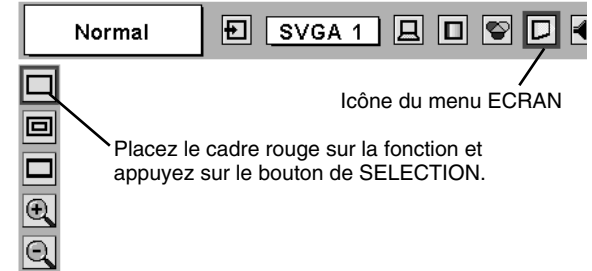 Normal
SVGA 1
Icône du menu ECRAN
Placez le cadre rouge sur la fonction et
appuyez sur le bouton de SELECTION.